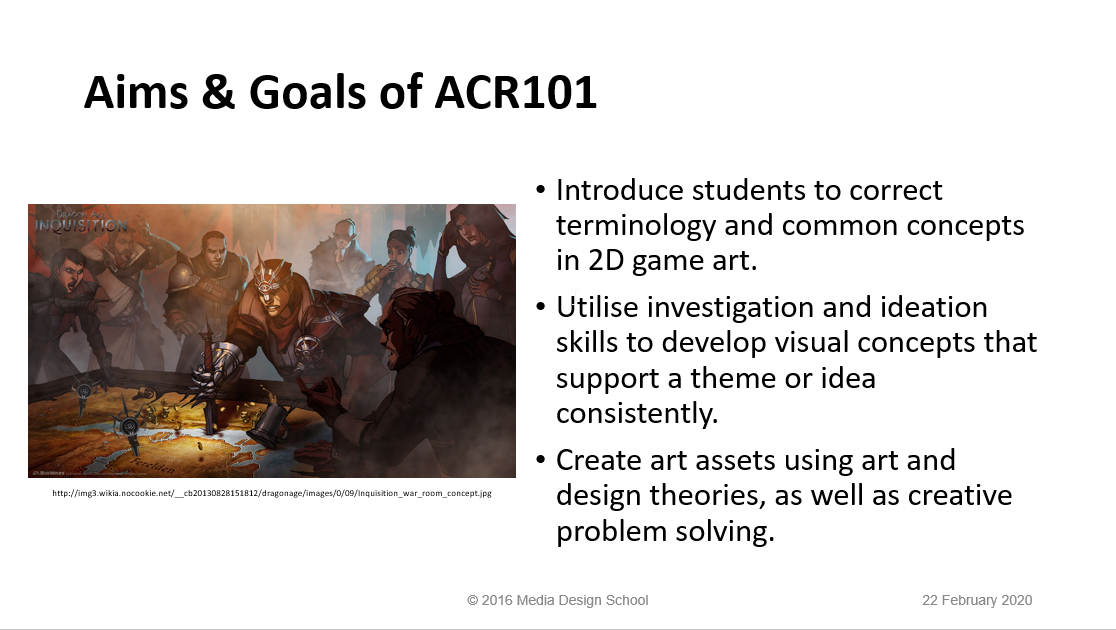 Aims & Goals of ACR101
INQUISITION
Ferelden
http://img3.wikia.nocookie.net/__cb20130828151812/dragonage/images/0/09/Inquisition_war_room_concept.jpg
• Introduce students to correct
terminology and common concepts
in 2D game art.
• Utilise investigation and ideation
skills to develop visual concepts that
support a theme or idea
consistently.
• Create art assets using art and
design theories, as well as creative
problem solving.
© 2016 Media Design School
22 February 2020